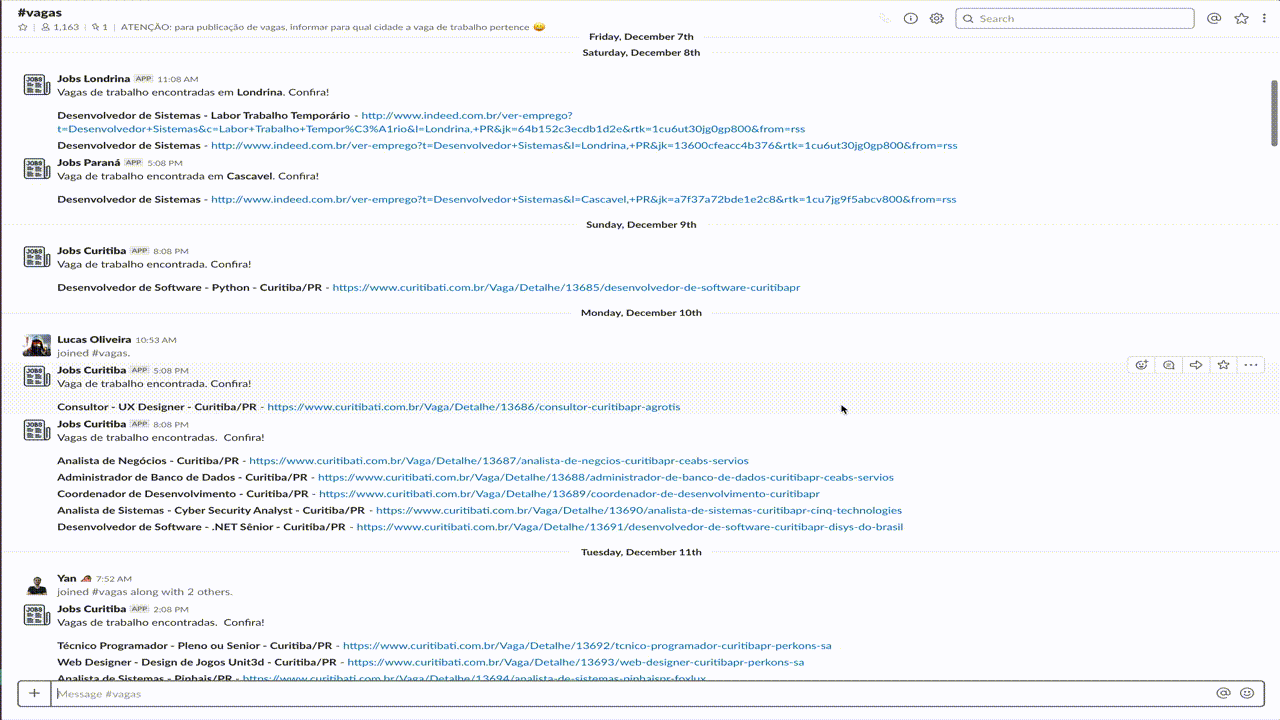 #vagas
1,163 | 1 | ATENÇÃO: para publicação de vagas, informar para qual cidade a vaga de trabalho pertence
Search
Friday, December 7th
Saturday, December 8th
Jobs Londrina APP 11:08 AM
Vagas de trabalho encontradas em Londrina. Confira!
Desenvolvedor de Sistemas - Labor Trabalho Temporário - http://www.indeed.com.br/ver-emprego?
t=Desenvolvedor+Sistemas&c=Labor+Trabalho+Tempor%C3%A1rio&l=Londrina,+PR&jk=64b152c3ecdb1d2e&rtk=1cu6ut30jg0gp800&from=rss
Desenvolvedor de Sistemas - http://www.indeed.com.br/ver-emprego?t=Desenvolvedor+Sistemas&l=Londrina,+PR&jk=13600cfeacc4b376&rtk=1cu6ut30jg0gp800&from=rss
Jobs Paraná APP 5:08 PM
Vaga de trabalho encontrada em Cascavel. Confira!
Desenvolvedor de Sistemas - http://www.indeed.com.br/ver-emprego?t=Desenvolvedor+Sistemas&l=Cascavel,+PR&jk=a7f37a72bde1e2c8&rtk=1cu7jg9f5abcv800&from=rss
Sunday, December 9th
Jobs Curitiba APP 8:08 PM
Vaga de trabalho encontrada. Confira!
Desenvolvedor de Software - Python - Curitiba/PR - https://www.curitibati.com.br/Vaga/Detalhe/13685/desenvolvedor-de-software-curitibapr
Monday, December 10th
Lucas Oliveira 10:53 AM
joined #vagas.
Jobs Curitiba APP 5:08 PM
Vaga de trabalho encontrada. Confira!
Consultor - UX Designer - Curitiba/PR - https://www.curitibati.com.br/Vaga/Detalhe/13686/consultor-curitibapr-agrotis
Jobs Curitiba APP 8:08 PM
Vagas de trabalho encontradas.  Confira!
Analista de Negócios - Curitiba/PR - https://www.curitibati.com.br/Vaga/Detalhe/13687/analista-de-negcios-curitibapr-ceabs-servios
Administrador de Banco de Dados - Curitiba/PR - https://www.curitibati.com.br/Vaga/Detalhe/13688/administrador-de-banco-de-dados-curitibapr-ceabs-servios
Coordenador de Desenvolvimento - Curitiba/PR - https://www.curitibati.com.br/Vaga/Detalhe/13689/coordenador-de-desenvolvimento-curitibapr
Analista de Sistemas - Cyber Security Analyst - Curitiba/PR - https://www.curitibati.com.br/Vaga/Detalhe/13690/analista-de-sistemas-curitibapr-cinq-technologies
Desenvolvedor de Software - .NET Sênior - Curitiba/PR - https://www.curitibati.com.br/Vaga/Detalhe/13691/desenvolvedor-de-software-curitibapr-disys-do-brasil
Tuesday, December 11th
Yan 7:52 AM
joined #vagas along with 2 others.
Jobs Curitiba APP 2:08 PM
Vagas de trabalho encontradas.  Confira!
Técnico Programador - Pleno ou Senior - Curitiba/PR - https://www.curitibati.com.br/Vaga/Detalhe/13692/tcnico-programador-curitibapr-perkons-sa
Web Designer - Design de Jogos Unit3d - Curitiba/PR - https://www.curitibati.com.br/Vaga/Detalhe/13693/web-designer-curitibapr-perkons-sa
Analista de Sistemas - Pinhais/PR - https://www.curitibati.com.br/Vaga/Detalhe/13694/analista-de-sistemas-pinhaispr-foxlux
Message #vagas